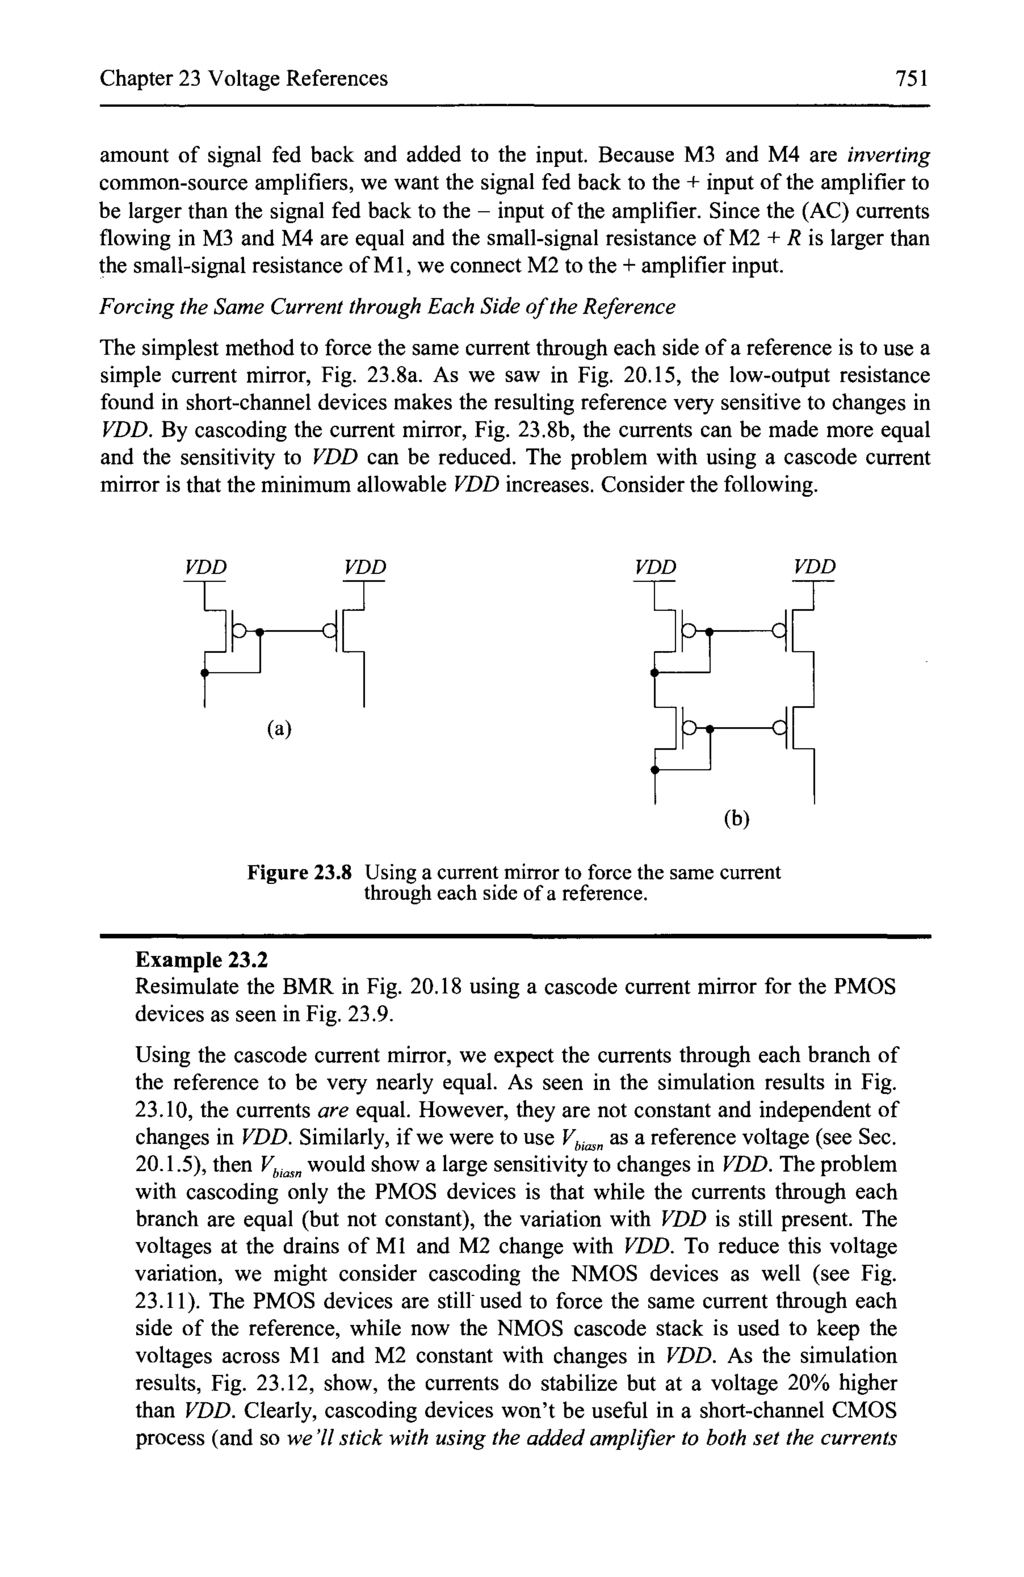 Chapter 23 Voltage References 751
amount of signal fed back and added to the input. Because M3 and M4 are inverting
common-source amplifiers, we want the signal fed back to the + input of the amplifier to
be larger than the signal fed back to the – input of the amplifier. Since the (AC) currents
flowing in M3 and M4 are equal and the small-signal resistance of M2 + R is larger than
the small-signal resistance of M1, we connect M2 to the + amplifier input.
Forcing the Same Current through Each Side of the Reference
The simplest method to force the same current through each side of a reference is to use a
simple current mirror, Fig. 23.8a. As we saw in Fig. 20.15, the low-output resistance
found in short-channel devices makes the resulting reference very sensitive to changes in
VDD. By cascoding the current mirror, Fig. 23.8b, the currents can be made more equal
and the sensitivity to VDD can be reduced. The problem with using a cascode current
mirror is that the minimum allowable VDD increases. Consider the following.
VDD VDD VDD VDD
(a)
(b)
Figure 23.8 Using a current mirror to force the same current
through each side of a reference.
Example 23.2
Resimulate the BMR in Fig. 20.18 using a cascode current mirror for the PMOS
devices as seen in Fig. 23.9.
Using the cascode current mirror, we expect the currents through each branch of
the reference to be very nearly equal. As seen in the simulation results in Fig.
23.10, the currents are equal. However, they are not constant and independent of
changes in VDD. Similarly, if we were to use Vbiasn as a reference voltage (see Sec.
20.1.5), then Vbiasn would show a large sensitivity to changes in VDD. The problem
with cascoding only the PMOS devices is that while the currents through each
branch are equal (but not constant), the variation with VDD is still present. The
voltages at the drains of M1 and M2 change with VDD. To reduce this voltage
variation, we might consider cascoding the NMOS devices as well (see Fig.
23.11). The PMOS devices are still used to force the same current through each
side of the reference, while now the NMOS cascode stack is used to keep the
voltages across M1 and M2 constant with changes in VDD. As the simulation
results, Fig. 23.12, show, the currents do stabilize but at a voltage 20% higher
than VDD. Clearly, cascoding devices won't be useful in a short-channel CMOS
process (and so we'll stick with using the added amplifier to both set the currents